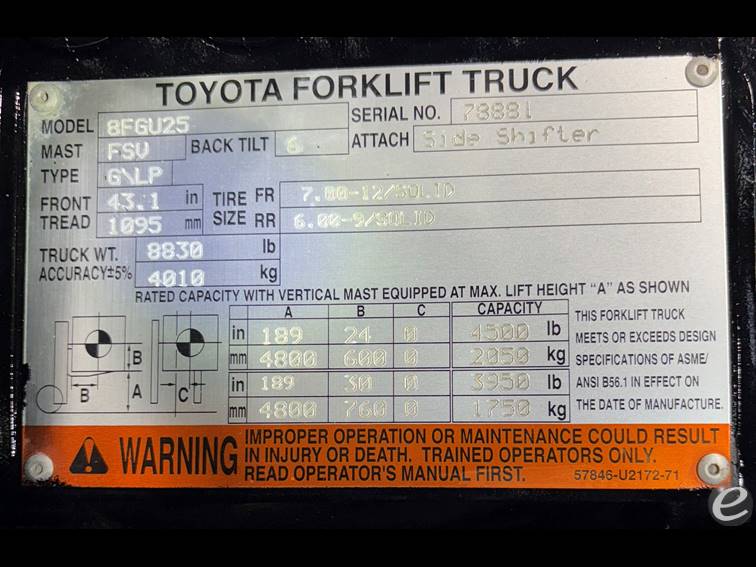 TOYOTA FORKLIFT TRUCK
MODEL 8FGU25 SERIAL NO. 78881
MAST FSV BACK TILT 6 ATTACH Side Shifter
TYPE G\LP
FRONT TREAD 43.1 in TIRE SIZE FR 7.00-12/SOLID
1095 mm RR 6.00-9/SOLID
TRUCK WT. 8830 lb
ACCURACY±5% 4010 kg
RATED CAPACITY WITH VERTICAL MAST EQUIPPED AT MAX. LIFT HEIGHT "A" AS SHOWN
A B C CAPACITY
in 189 24 0 4500 lb
mm 4800 600 0 2050 kg
in 189 30 0 3950 lb
mm 4800 760 0 1750 kg
B B A C
THIS FORKLIFT TRUCK
MEETS OR EXCEEDS DESIGN
SPECIFICATIONS OF ASME/
ANSI B56.1 IN EFFECT ON
THE DATE OF MANUFACTURE.
WARNING
IMPROPER OPERATION OR MAINTENANCE COULD RESULT
IN INJURY OR DEATH. TRAINED OPERATORS ONLY.
READ OPERATOR'S MANUAL FIRST. 57846-U2172-71
e